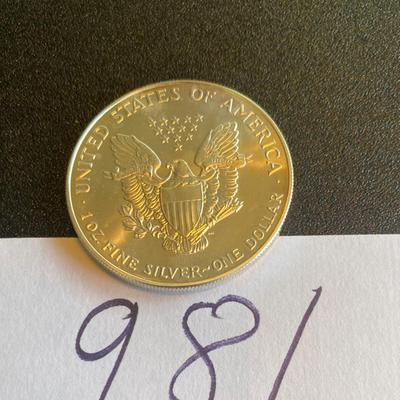 UNITED STATES OF AMERICA
1 OZ. FINE SILVER~ONE DOLLAR
981